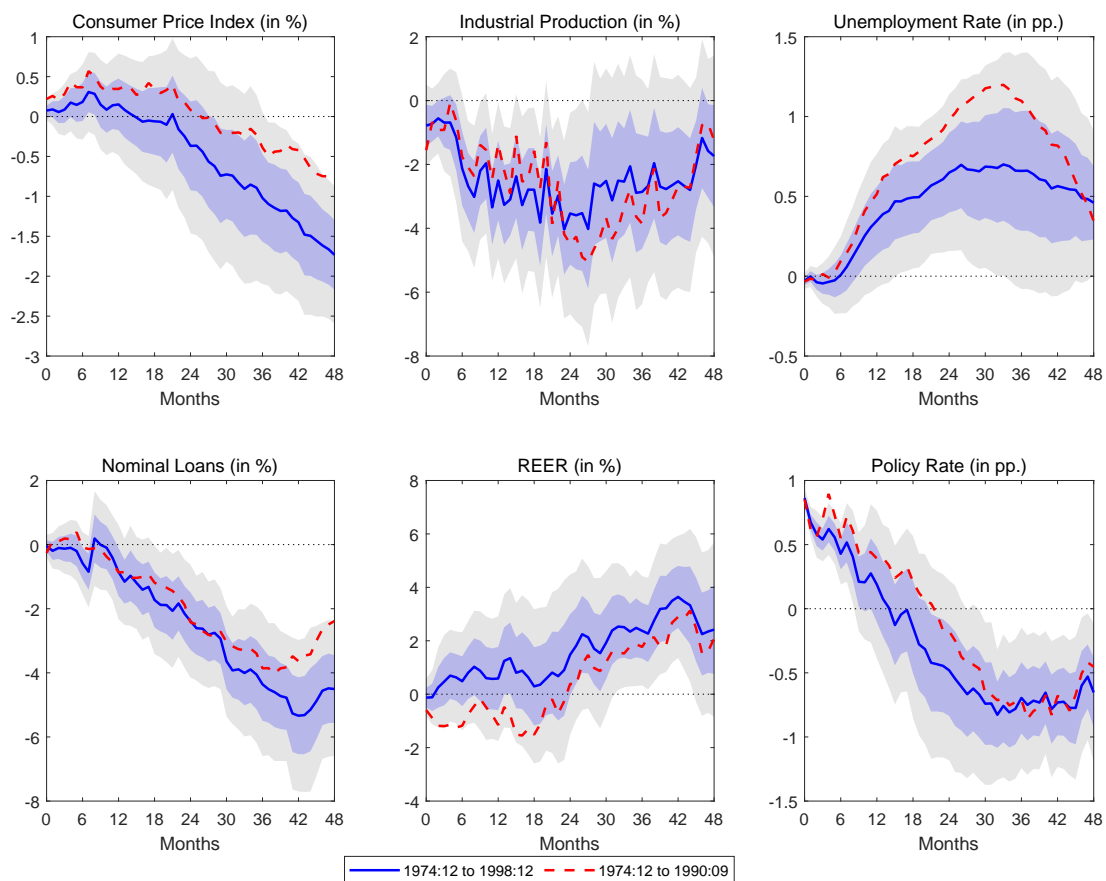 Consumer Price Index (in %)
1
0.5
0
-0.5
-1
-1.5
-2
-2.5
-3
0 6 12 18 24 30 36 42 48
Months
Industrial Production (in %)
2
0
-2
-4
-6
-8
0 6 12 18 24 30 36 42 48
Months
Unemployment Rate (in pp.)
1.5
1
0.5
0
-0.5
0 6 12 18 24 30 36 42 48
Months
Nominal Loans (in %)
2
0
-2
-4
-6
-8
0 6 12 18 24 30 36 42 48
Months
REER (in %)
8
6
4
2
0
-2
-4
0 6 12 18 24 30 36 42 48
Months
Policy Rate (in pp.)
1
0.5
0
-0.5
-1
-1.5
0 6 12 18 24 30 36 42 48
Months
1974:12 to 1998:12 1974:12 to 1990:09